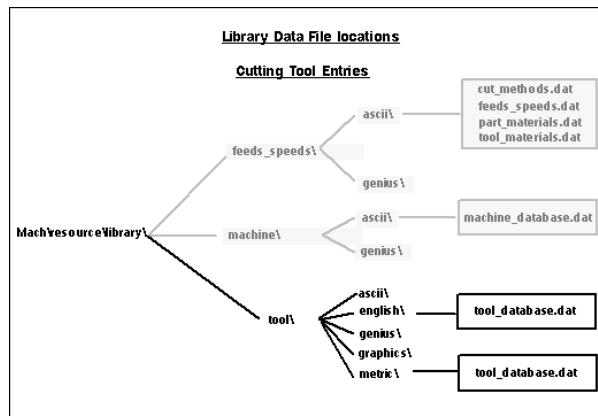 Library Data File locations
Cutting Tool Entries
cut_methods.dat
feeds_speeds.dat
part_materials.dat
tool_materials.dat
ascii\
feeds_speeds\
genius\
Mach\resource\library\
machine\
ascii\
machine_database.dat
genius\
tool\
ascii\
english\
tool_database.dat
genius\
graphics\
metric\
tool_database.dat